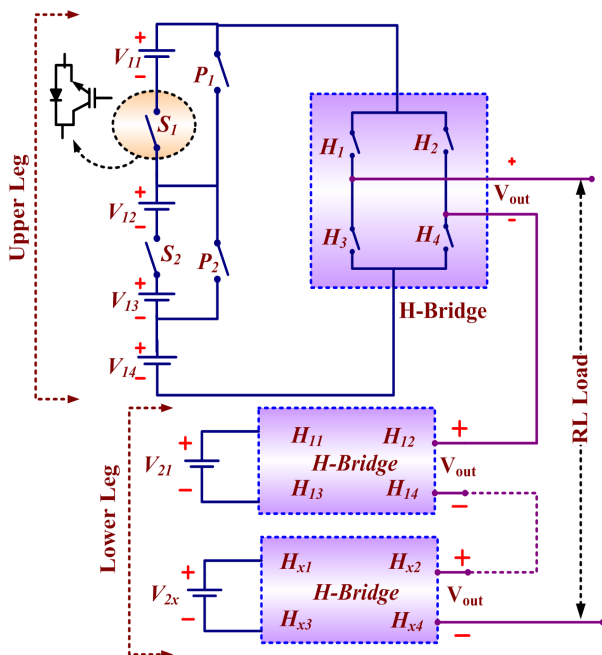 Upper Leg
+
V11
−
P1
S1
+
V12
−
S2
P2
+
V13
−
+
V14
−
H1
H2
H3
H4
+
Vout
−
H-Bridge
RL Load
Lower Leg
+
V21
−
H11
H12
H-Bridge
H13
H14
+
Vout
−
+
V2x
−
Hx1
Hx2
H-Bridge
Hx3
Hx4
+
Vout
−